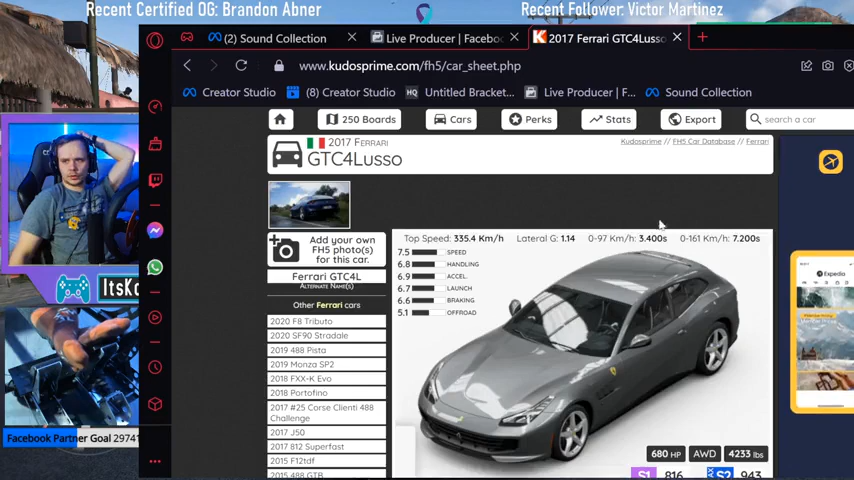 Recent Certified OG: Brandon Abner
Recent Follower: Victor Martinez
(2) Sound Collection
Live Producer | Faceboo
2017 Ferrari GTC4Lusso
www.kudosprime.com/fh5/car_sheet.php
Creator Studio
(8) Creator Studio
HQ Untitled Bracket...
Live Producer | F...
Sound Collection
250 Boards
Cars
Perks
Stats
Export
search a car
2017 FERRARI
GTC4Lusso
Kudosprime // FH5 Car Database // Ferrari
Add your own
FH5 photo(s)
for this car.
Ferrari GTC4L
ALTERNATE NAME(S)
Other Ferrari cars
2020 F8 Tributo
2020 SF90 Stradale
2019 488 Pista
2019 Monza SP2
2018 FXX-K Evo
2018 Portofino
2017 #25 Corse Clienti 488
Challenge
2017 J50
2017 812 Superfast
2015 F12tdf
2015 488 GTB
Top Speed: 335.4 Km/h
Lateral G: 1.14
0-97 Km/h: 3.400s
0-161 Km/h: 7.200s
7.5 SPEED
6.8 HANDLING
6.9 ACCEL.
6.7 LAUNCH
6.6 BRAKING
5.1 OFFROAD
680 HP
AWD
4233 lbs
S1 816
MAX S2 943
Expedia
ItsKo
Facebook Partner Goal 29741